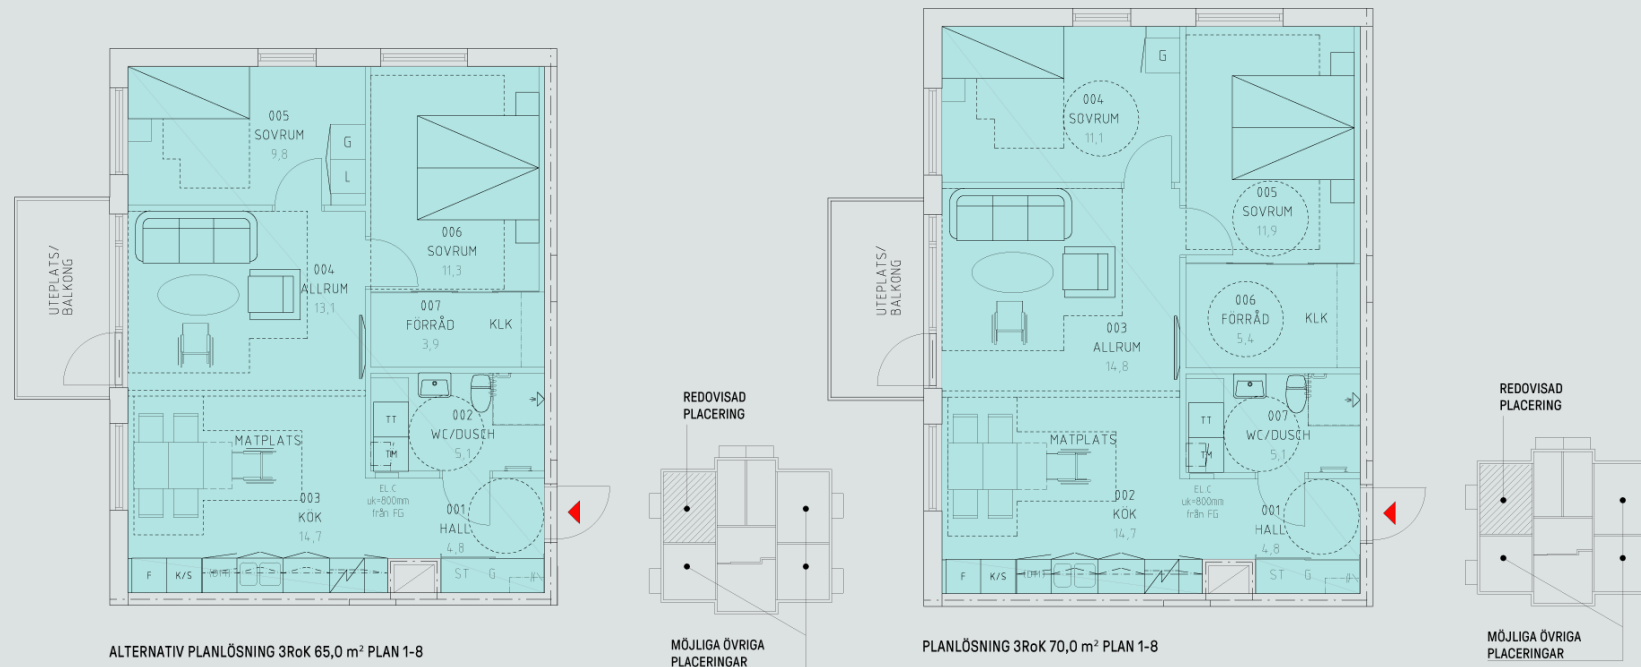 005
SOVRUM
9,8
G
L
006
SOVRUM
11,3
UTEPLATS/
BALKONG
004
ALLRUM
13,1
007
FÖRRÅD
3,9
KLK
TT
TM
002
WC/DUSCH
5,1
MATPLATS
EL.C
uk=800mm
från FG
003
KÖK
14,7
001
HALL
4,8
F
K/S
(DM)
ST
G
ALTERNATIV PLANLÖSNING 3RoK 65,0 m² PLAN 1-8
REDOVISAD
PLACERING
MÖJLIGA ÖVRIGA
PLACERINGAR
G
004
SOVRUM
11,1
005
SOVRUM
11,9
UTEPLATS/
BALKONG
006
FÖRRÅD
5,4
KLK
003
ALLRUM
14,8
TT
TM
007
WC/DUSCH
5,1
MATPLATS
EL.C
uk=800mm
från FG
002
KÖK
14,7
001
HALL
4,8
F
K/S
(DM)
ST
G
PLANLÖSNING 3RoK 70,0 m² PLAN 1-8
REDOVISAD
PLACERING
MÖJLIGA ÖVRIGA
PLACERINGAR